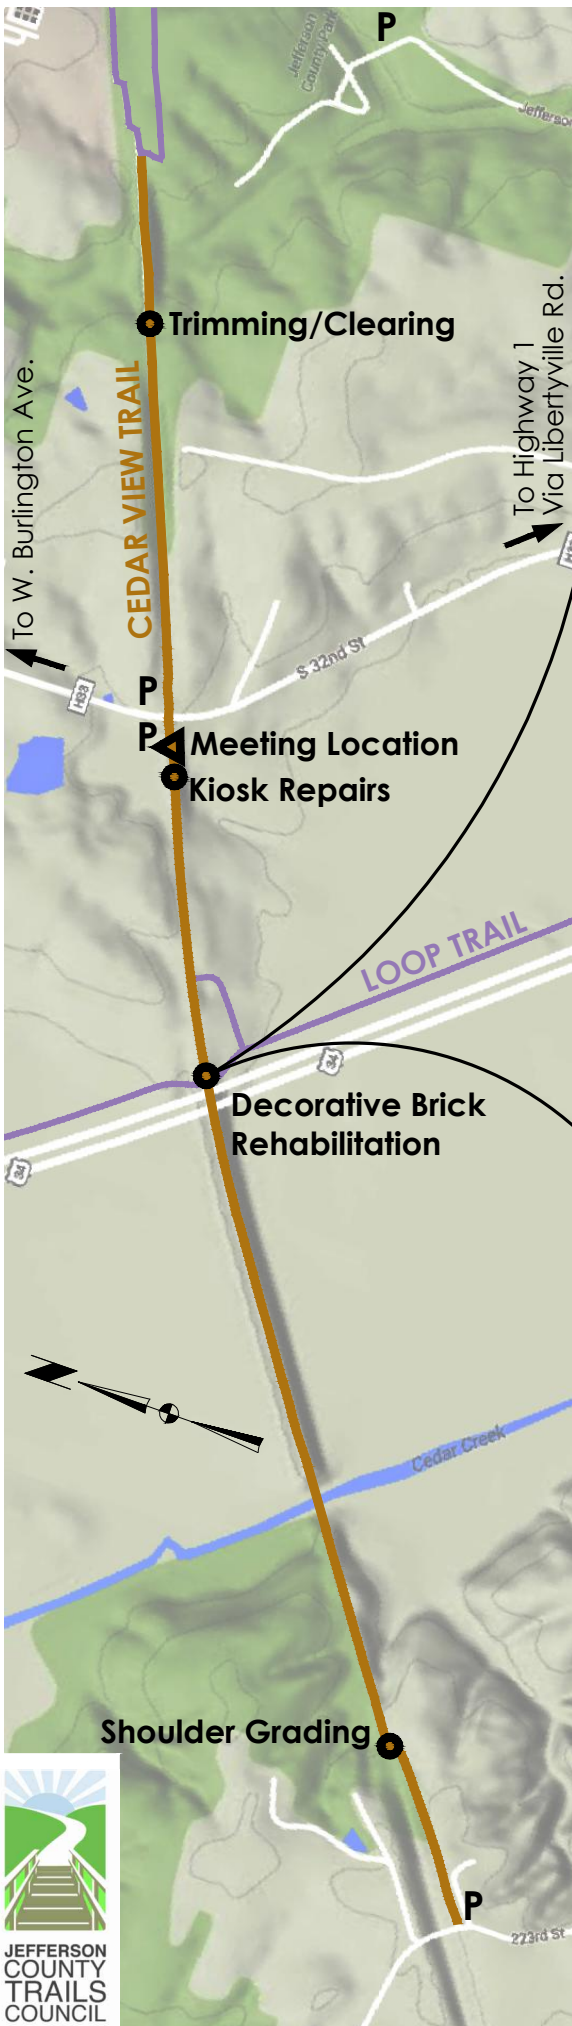 P
Jefferson
County Park
Jefferson
Trimming/Clearing
To W. Burlington Ave.
CEDAR VIEW TRAIL
To Highway 1
Via Libertyville Rd.
S 32nd St
H33
P
P
Meeting Location
Kiosk Repairs
LOOP TRAIL
34
Decorative Brick
Rehabilitation
34
Cedar Creek
Shoulder Grading
P
223rd St
JEFFERSON
COUNTY
TRAILS
COUNCIL